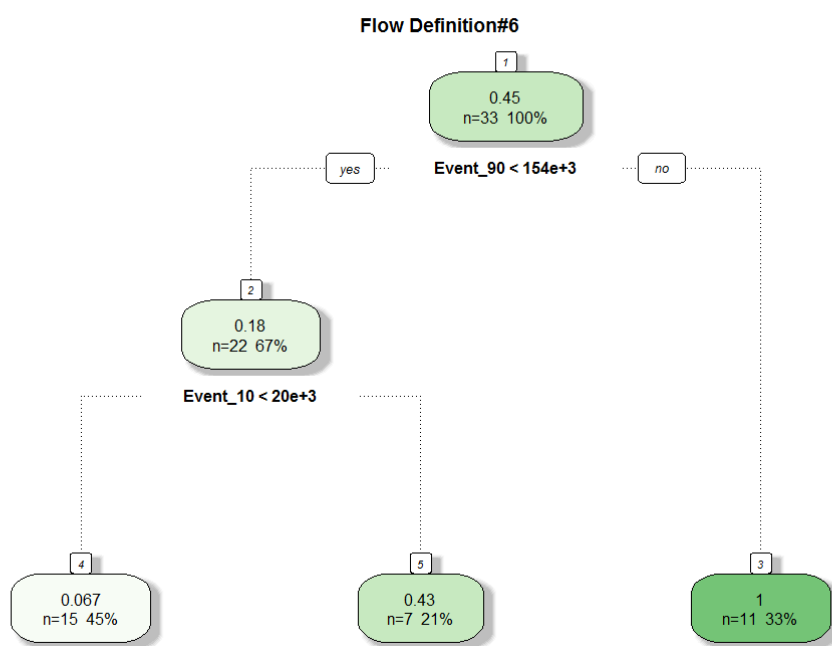 Flow Definition#6
1
0.45
n=33 100%
yes
Event_90 < 154e+3
no
2
0.18
n=22 67%
Event_10 < 20e+3
4
0.067
n=15 45%
5
0.43
n=7 21%
3
1
n=11 33%